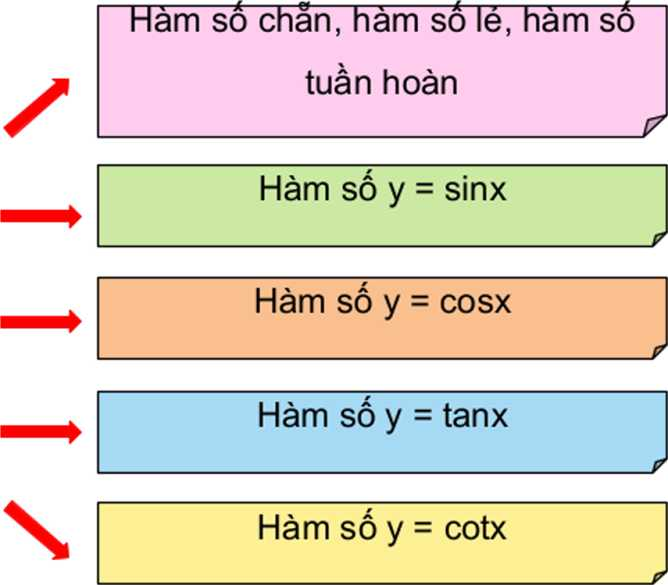 Hàm số chẵn, hàm số lẻ, hàm số
tuần hoàn
Hàm số y = sinx
Hàm số y = cosx
Hàm số y = tanx
Hàm số y = cotx